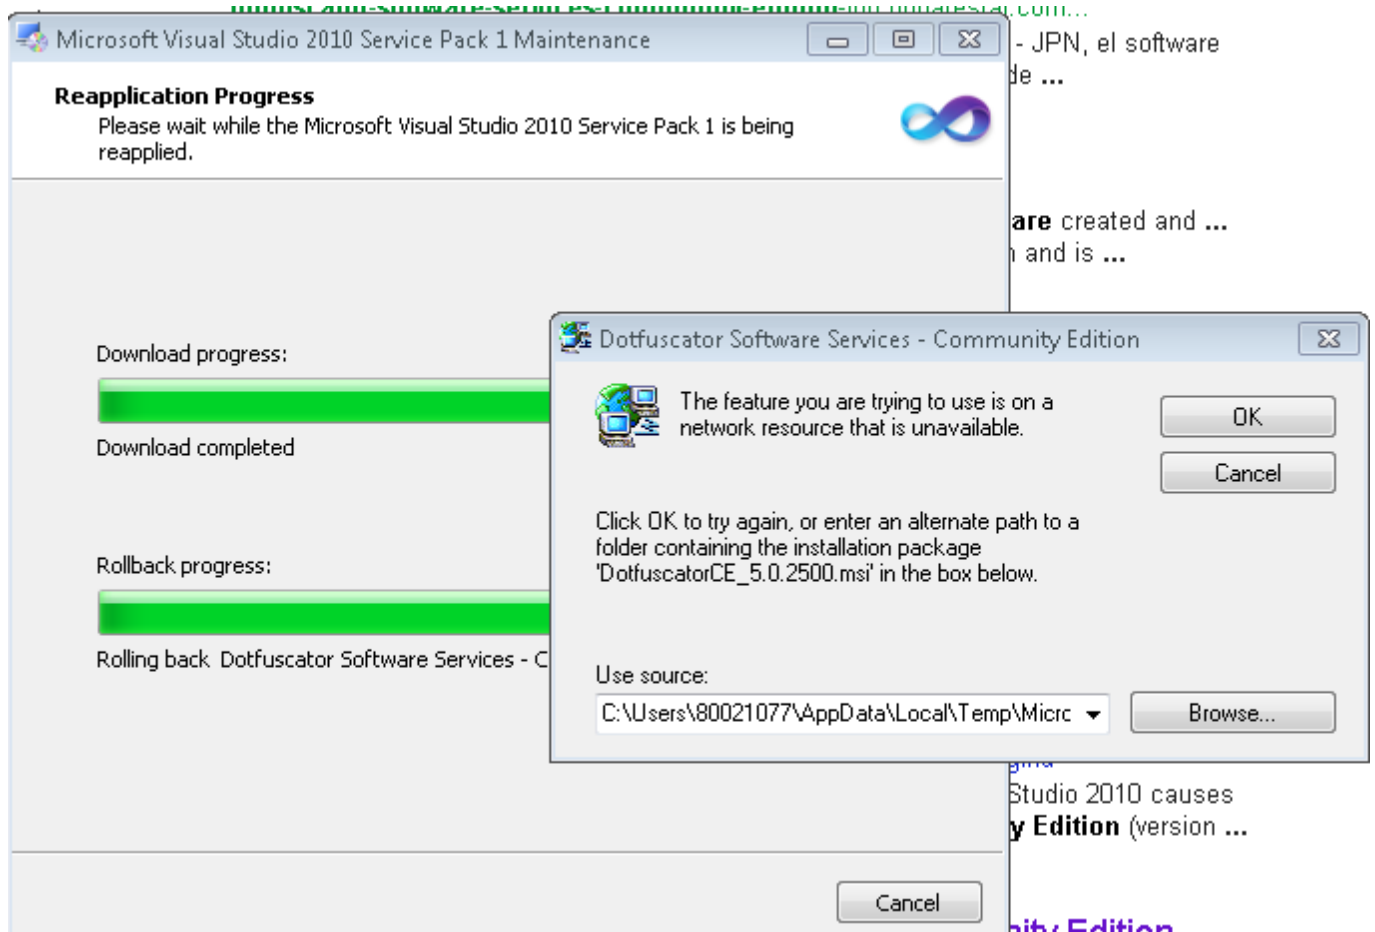 Microsoft Visual Studio 2010 Service Pack 1 Maintenance
- JPN, el software
de ...
Reapplication Progress
Please wait while the Microsoft Visual Studio 2010 Service Pack 1 is being
reapplied.
are created and ...
and is ...
Download progress:
Download completed
Rollback progress:
Rolling back Dotfuscator Software Services - C
Dotfuscator Software Services - Community Edition
The feature you are trying to use is on a
network resource that is unavailable.
OK
Cancel
Click OK to try again, or enter an alternate path to a
folder containing the installation package
'DotfuscatorCE_5.0.2500.msi' in the box below.
Use source:
C:\Users\80021077\AppData\Local\Temp\Micrc
Browse...
Studio 2010 causes
y Edition (version ...
Cancel
nity Edition